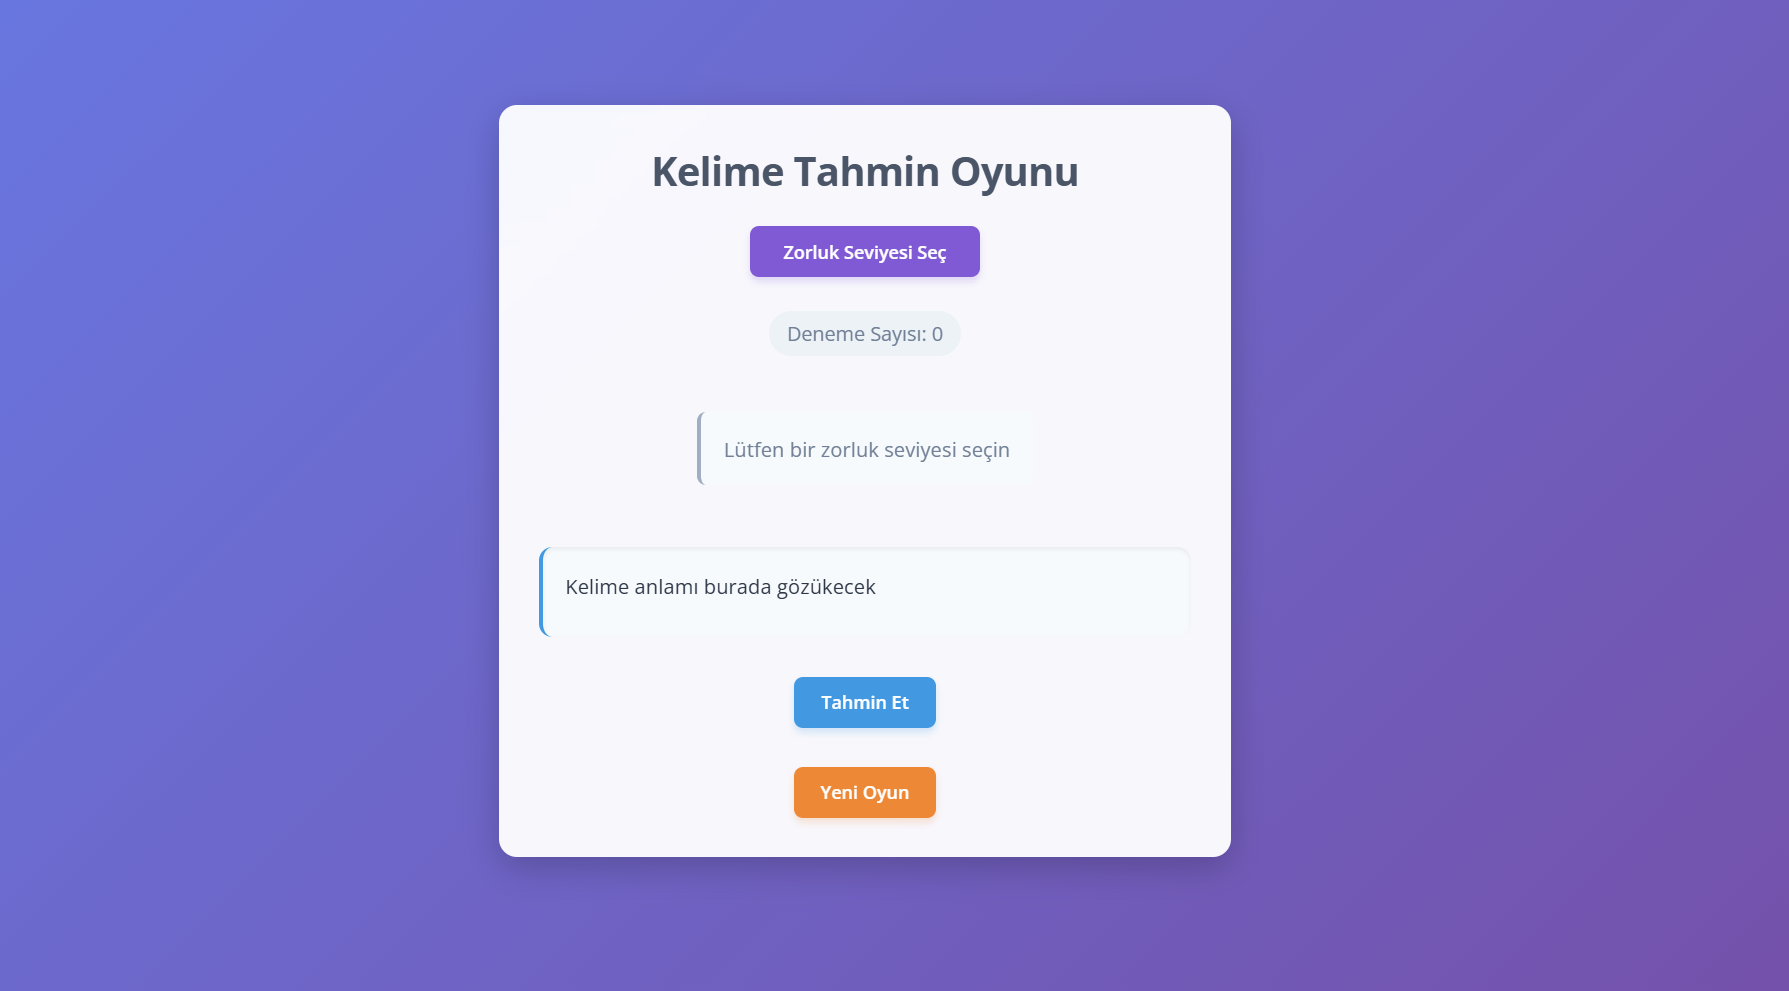 Kelime Tahmin Oyunu
Zorluk Seviyesi Seç
Deneme Sayısı: 0
Lütfen bir zorluk seviyesi seçin
Kelime anlamı burada gözükecek
Tahmin Et
Yeni Oyun